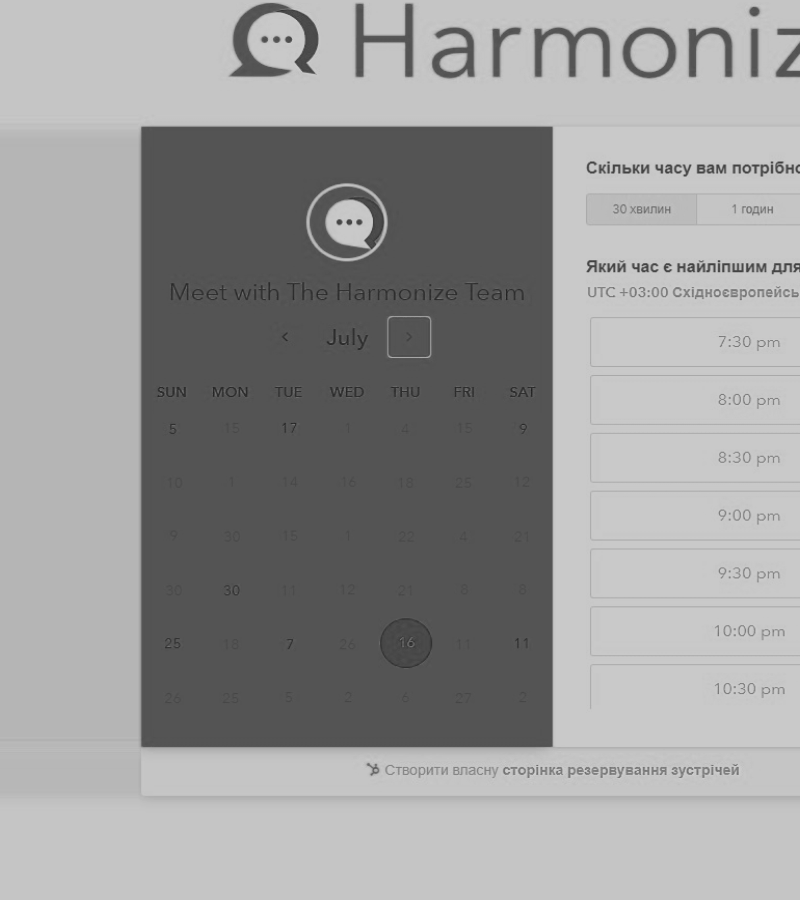 Harmoniz
Meet with The Harmonize Team
July
SUN MON TUE WED THU FRI SAT
5 15 17 1 4 15 9
10 1 14 16 18 25 12
9 30 15 1 22 4 21
30 30 11 12 21 8 8
25 18 7 26 16 11 11
26 25 5 2 6 27 2
Скільки часу вам потрібно
30 хвилин 1 годин
Який час є найліпшим для
UTC +03:00 Східноєвропейсь
7:30 pm
8:00 pm
8:30 pm
9:00 pm
9:30 pm
10:00 pm
10:30 pm
Створити власну сторінка резервування зустрічей